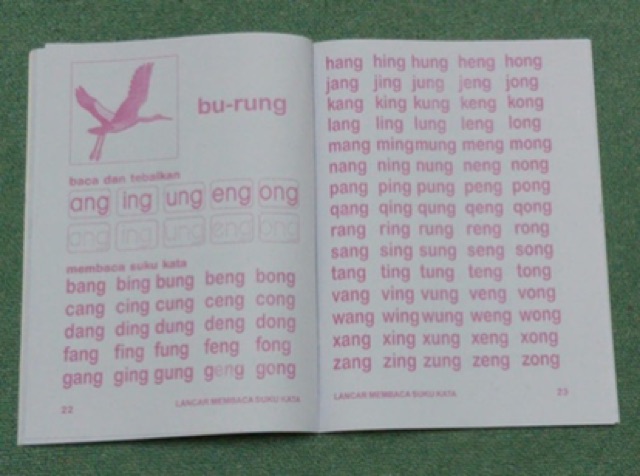 bu-rung
baca dan tebalkan
ang ing ung eng ong
ang ing ung eng ong
membaca suku kata
bang bing bung beng bong
cang cing cung ceng cong
dang ding dung deng dong
fang fing fung feng fong
gang ging gung geng gong
22 LANCAR MEMBACA SUKU KATA
hang hing hung heng hong
jang jing jung jeng jong
kang king kung keng kong
lang ling lung leng long
mang ming mung meng mong
nang ning nung neng nong
pang ping pung peng pong
qang qing qung qeng qong
rang ring rung reng rong
sang sing sung seng song
tang ting tung teng tong
vang ving vung veng vong
wang wing wung weng wong
xang xing xung xeng xong
zang zing zung zeng zong
LANCAR MEMBACA SUKU KATA 23